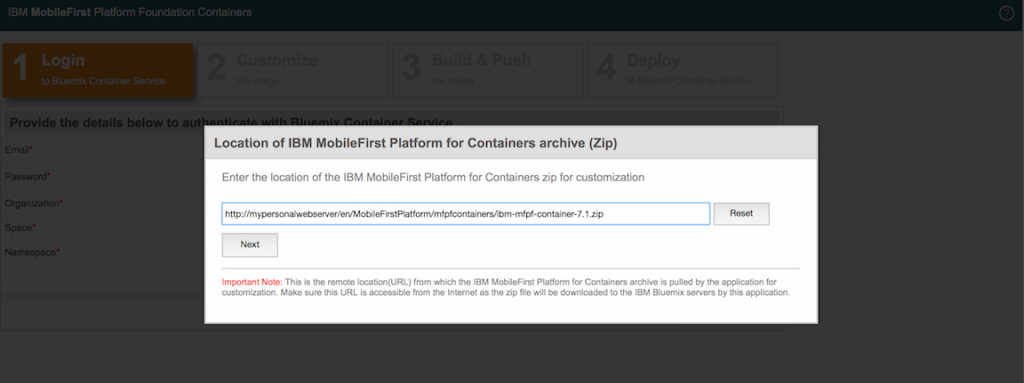 IBM MobileFirst Platform Foundation Containers
?
1 Login
to Bluemix Container Service
2 Customize
the image
3 Build & Push
the image
4 Deploy
to Bluemix Container Service
Provide the details below to authenticate with Bluemix Container Service
Email*
Password*
Organization*
Space*
Namespace*
Location of IBM MobileFirst Platform for Containers archive (Zip)
Enter the location of the IBM MobileFirst Platform for Containers zip for customization
http://mypersonalwebserver/en/MobileFirstPlatform/mfpfcontainers/ibm-mfpf-container-7.1.zip
Reset
Next
Important Note: This is the remote location(URL) from which the IBM MobileFirst Platform for Containers archive is pulled by the application for
customization. Make sure this URL is accessible from the Internet as the zip file will be downloaded to the IBM Bluemix servers by this application.